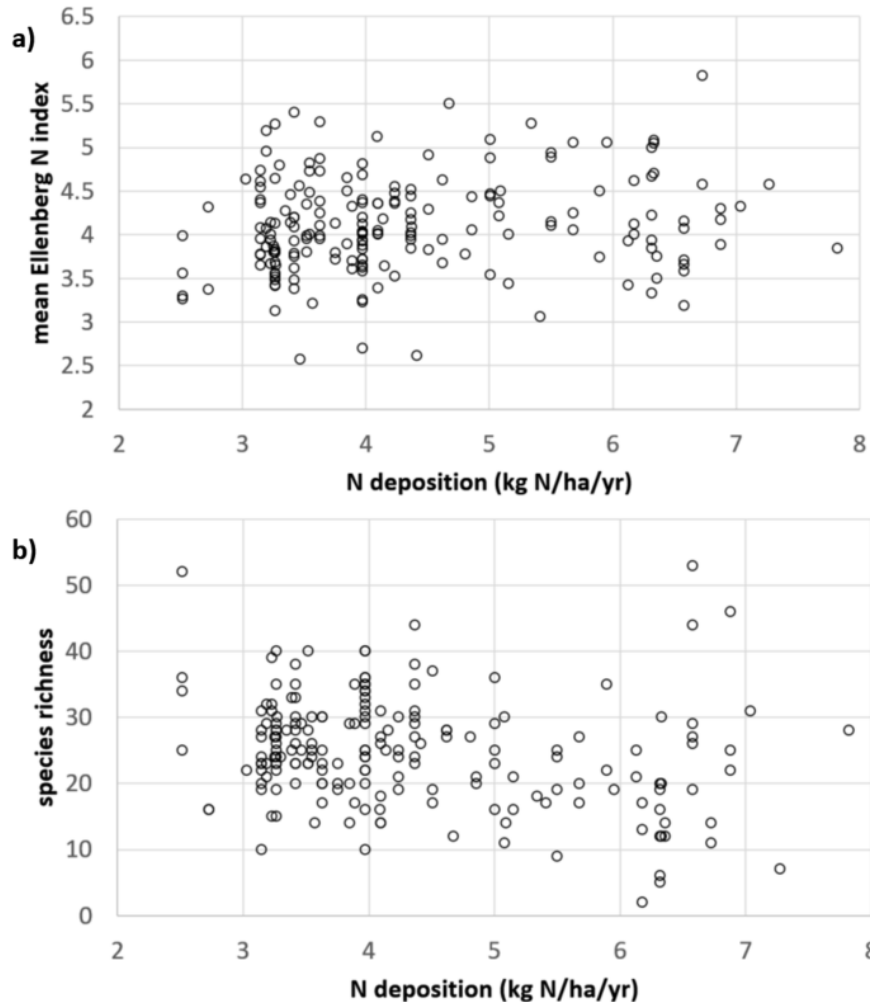 a)
mean Ellenberg N index
6.5
6
5.5
5
4.5
4
3.5
3
2.5
2
2 3 4 5 6 7 8
N deposition (kg N/ha/yr)
b)
species richness
60
50
40
30
20
10
0
2 3 4 5 6 7 8
N deposition (kg N/ha/yr)